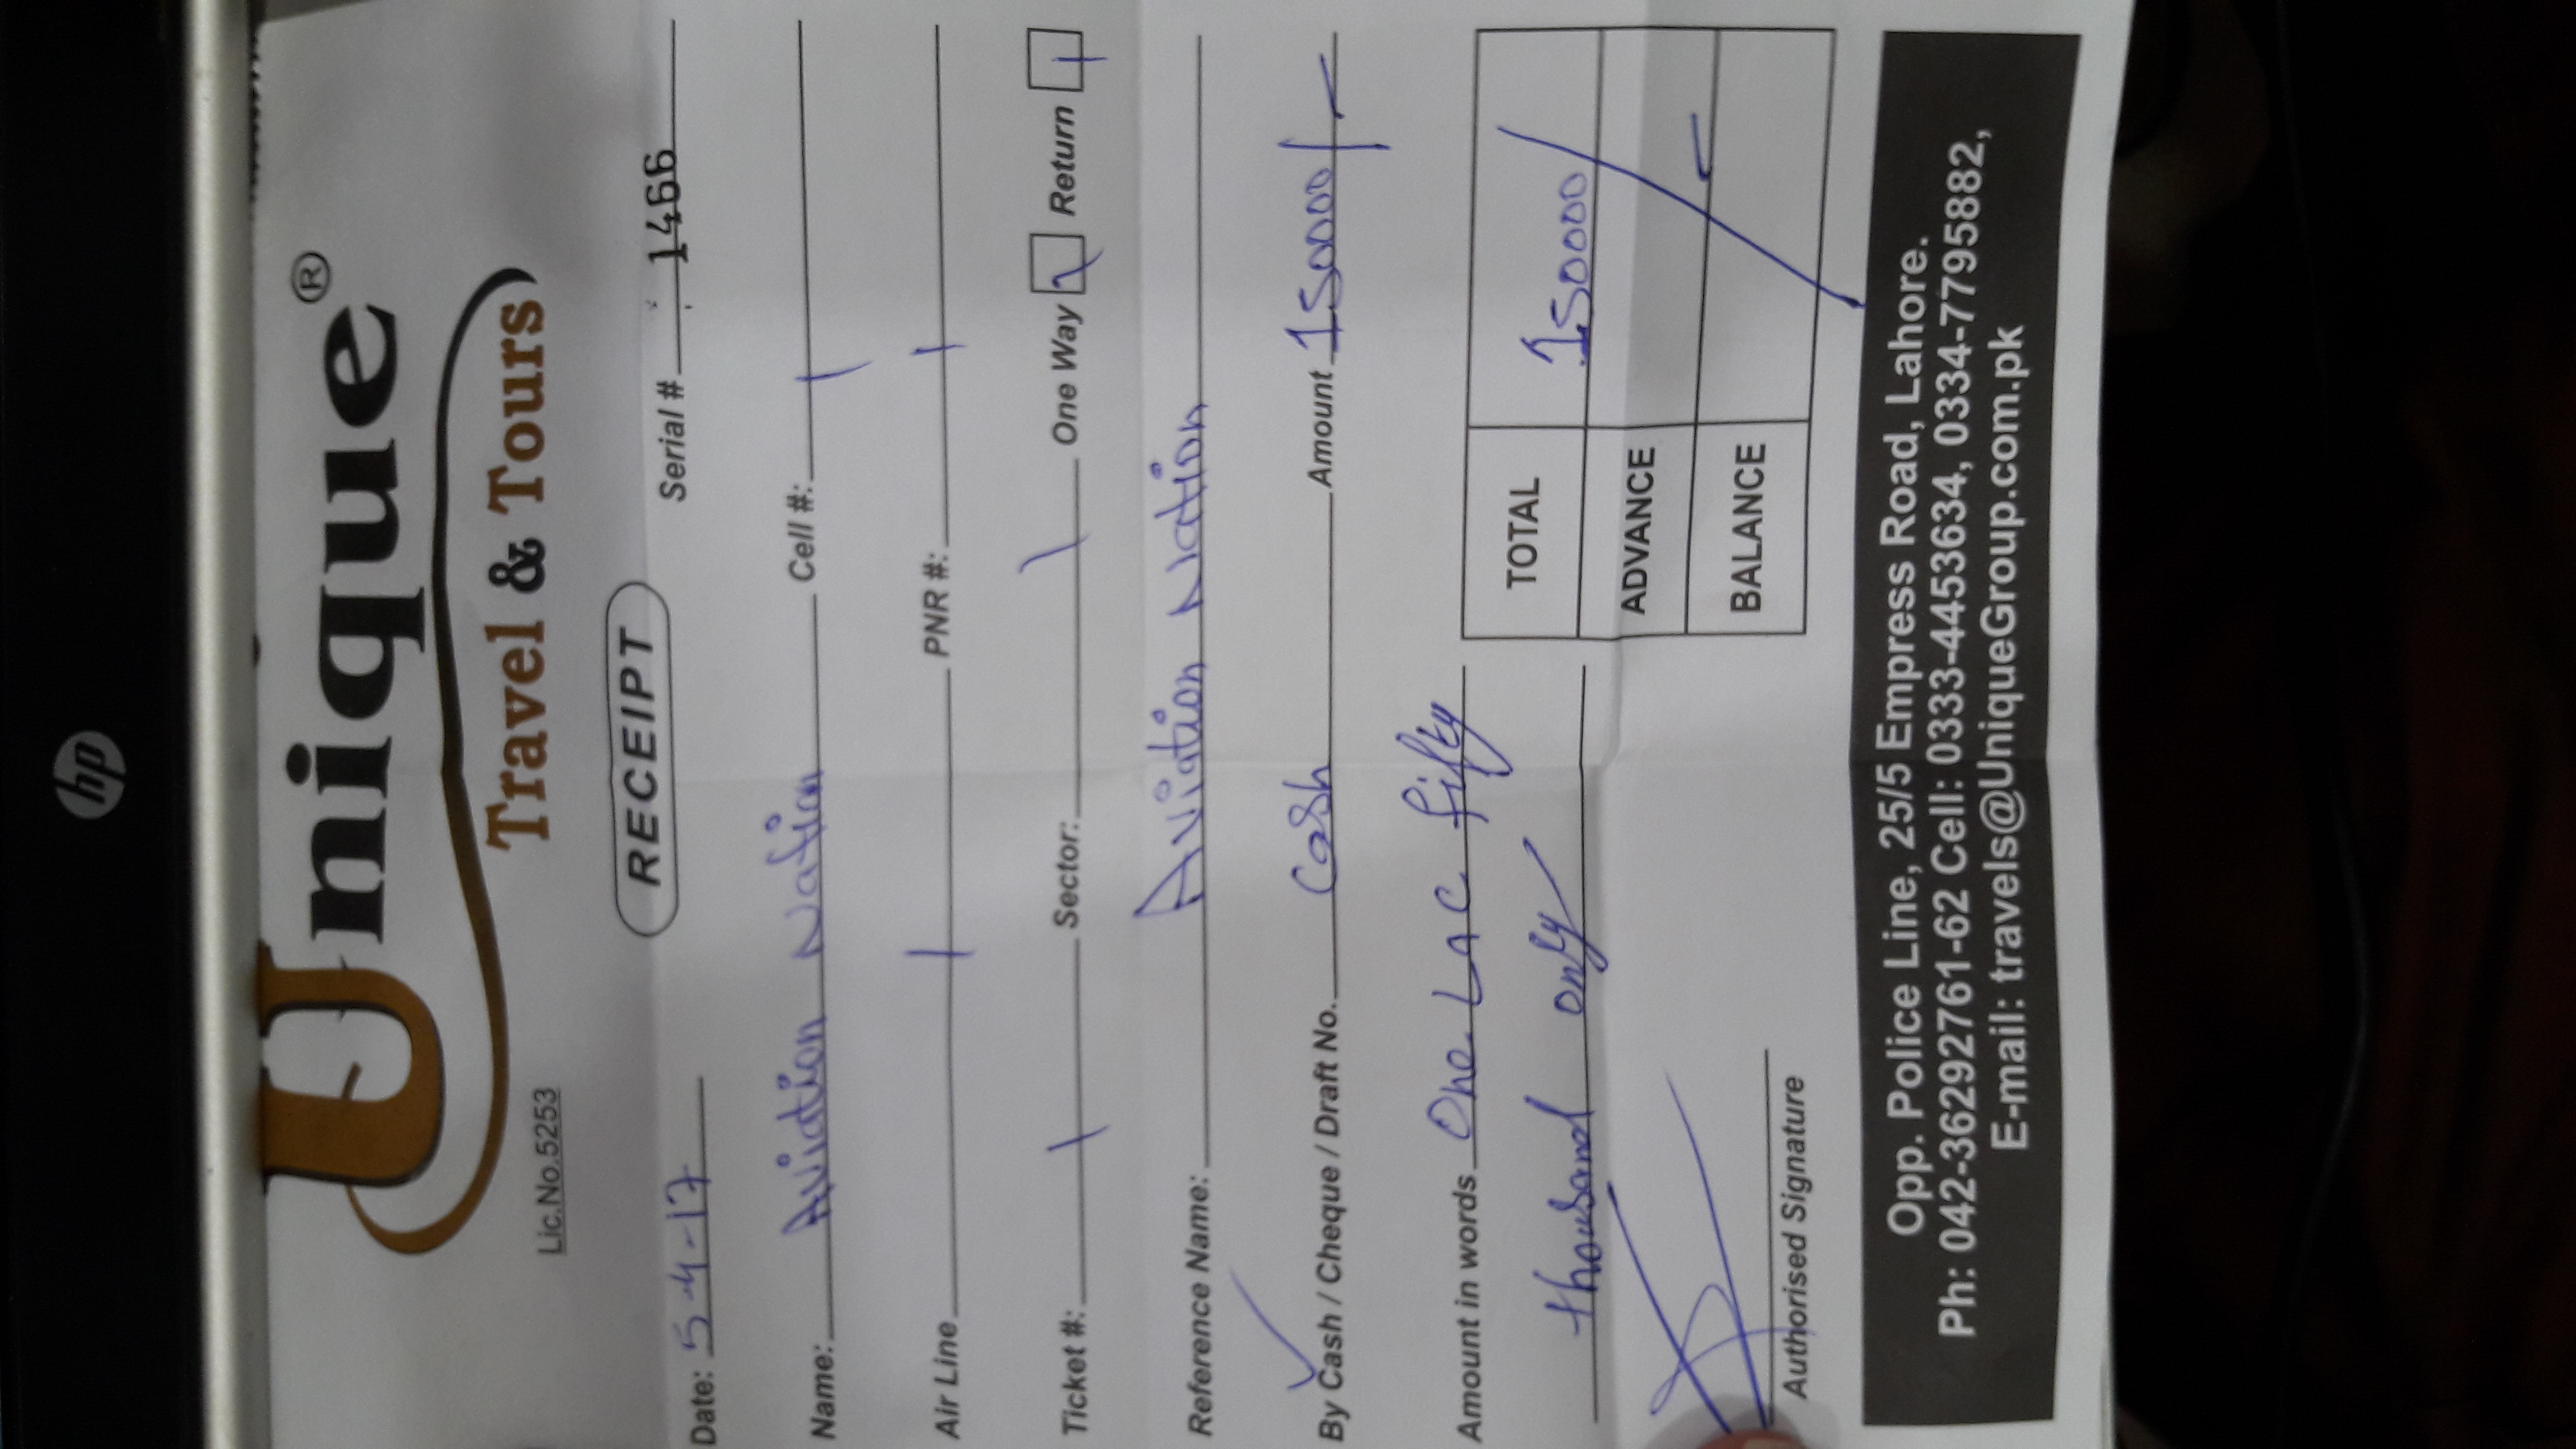 Unique®
Travel & Tours
Lic.No.5253
RECEIPT
Date: 5-4-17 Serial # 1466
Name: Aviation Nation Cell #:
Air Line PNR #:
Ticket #: Sector: One Way Return
Reference Name: Aviation Nation
By Cash / Cheque / Draft No. Cash Amount 150000/-
Amount in words One Lac fifty
thousand only
TOTAL 150000/-
ADVANCE
BALANCE
Authorised Signature
Opp. Police Line, 25/5 Empress Road, Lahore.
Ph: 042-36292761-62 Cell: 0333-4453634, 0334-7795882,
E-mail: travels@UniqueGroup.com.pk
hp